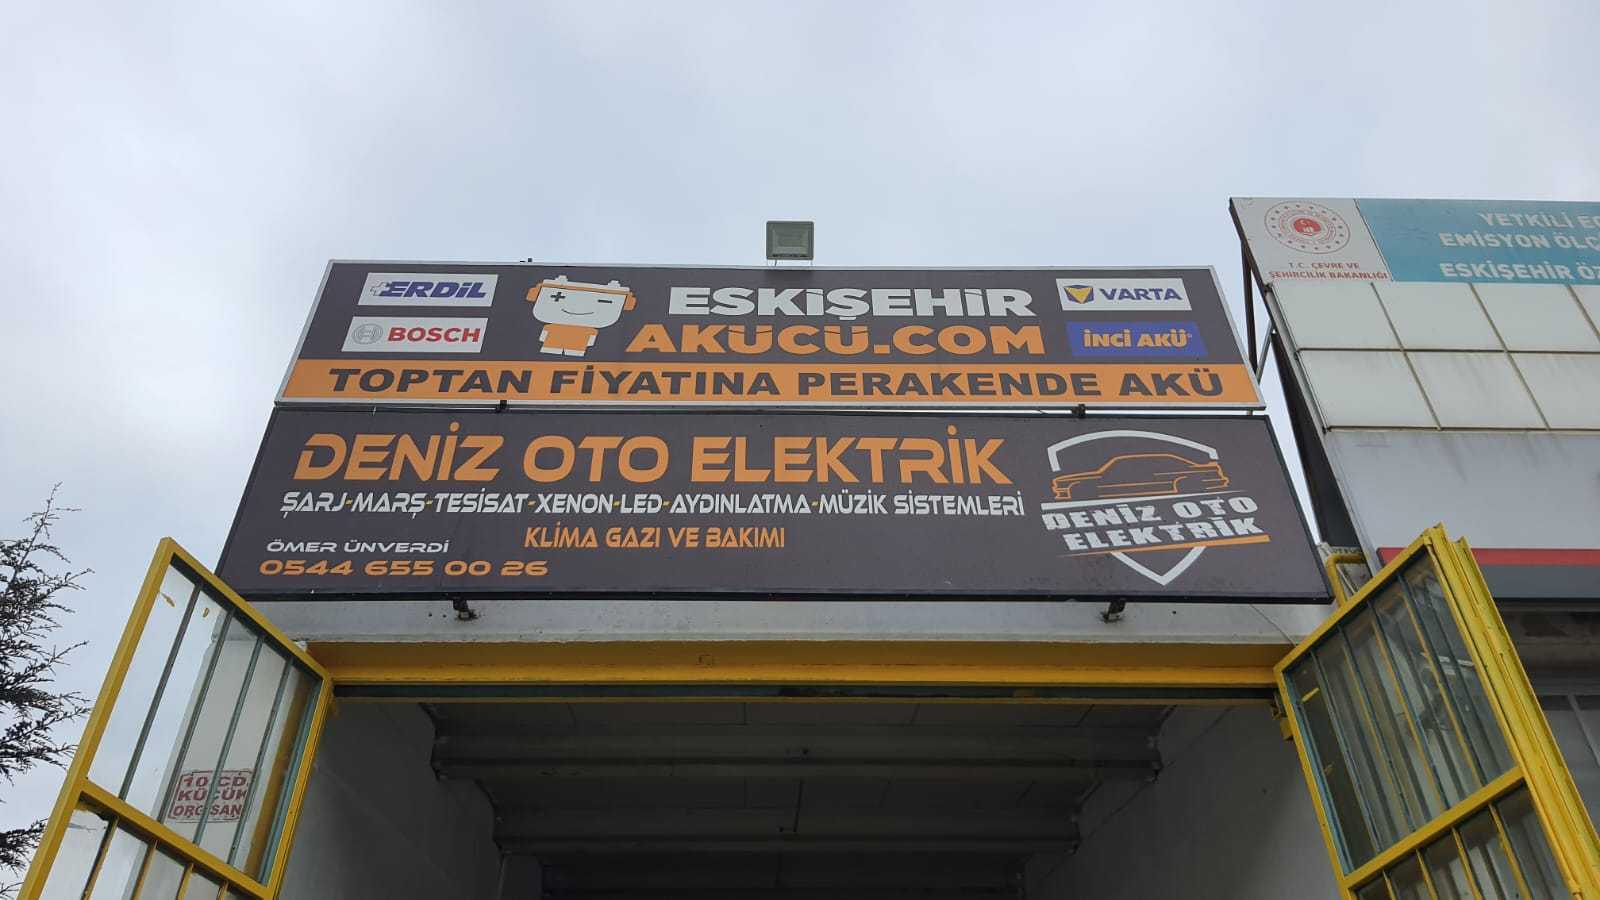 ERDİL
BOSCH
ESKİŞEHİR
AKÜCÜ.COM
VARTA
İNCİ AKÜ
TOPTAN FİYATINA PERAKENDE AKÜ
DENİZ OTO ELEKTRİK
ŞARJ-MARŞ-TESİSAT-XENON-LED-AYDINLATMA-MÜZİK SİSTEMLERİ
KLİMA GAZI VE BAKIMI
ÖMER ÜNVERDİ
0544 655 00 26
DENİZ OTO
ELEKTRİK
T.C. ÇEVRE VE
ŞEHİRCİLİK BAKANLIĞI
YETKİLİ
EMİSYON
ESKİŞEHİR
KÜÇÜK